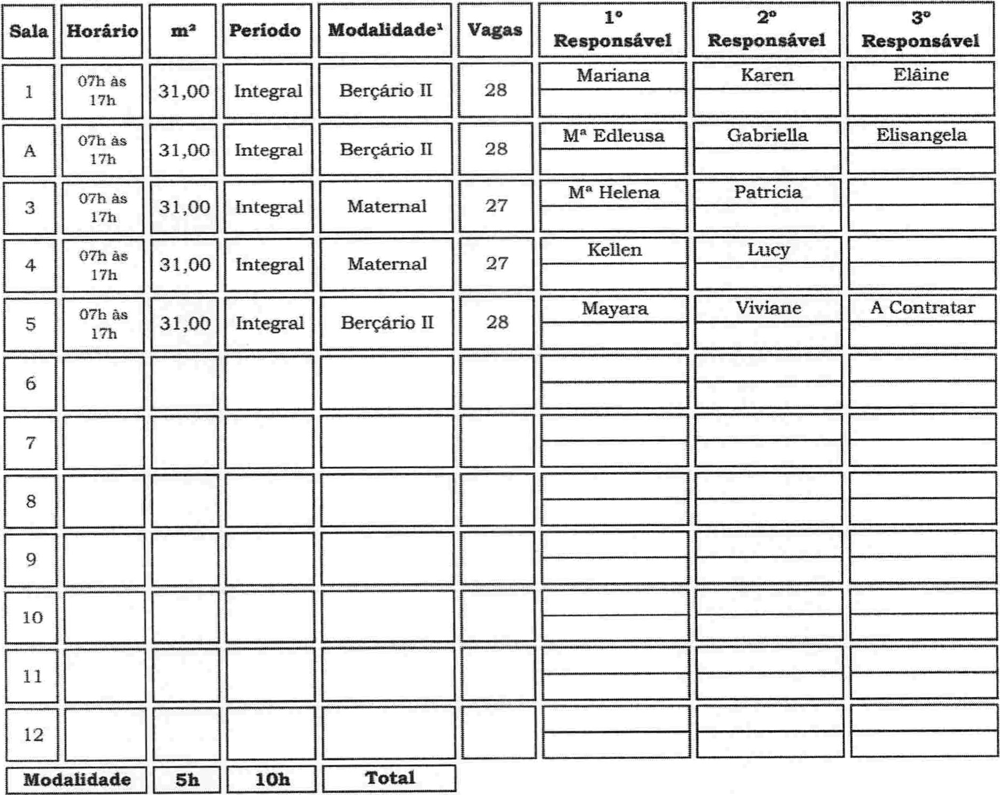 Sala Horário m² Período Modalidade¹ Vagas 1º Responsável 2º Responsável 3º Responsável
1 07h às 17h 31,00 Integral Berçário II 28 Mariana Karen Elâine
A 07h às 17h 31,00 Integral Berçário II 28 Mª Edleusa Gabriella Elisangela
3 07h às 17h 31,00 Integral Maternal 27 Mª Helena Patricia
4 07h às 17h 31,00 Integral Maternal 27 Kellen Lucy
5 07h às 17h 31,00 Integral Berçário II 28 Mayara Viviane A Contratar
6
7
8
9
10
11
12
Modalidade 5h 10h Total